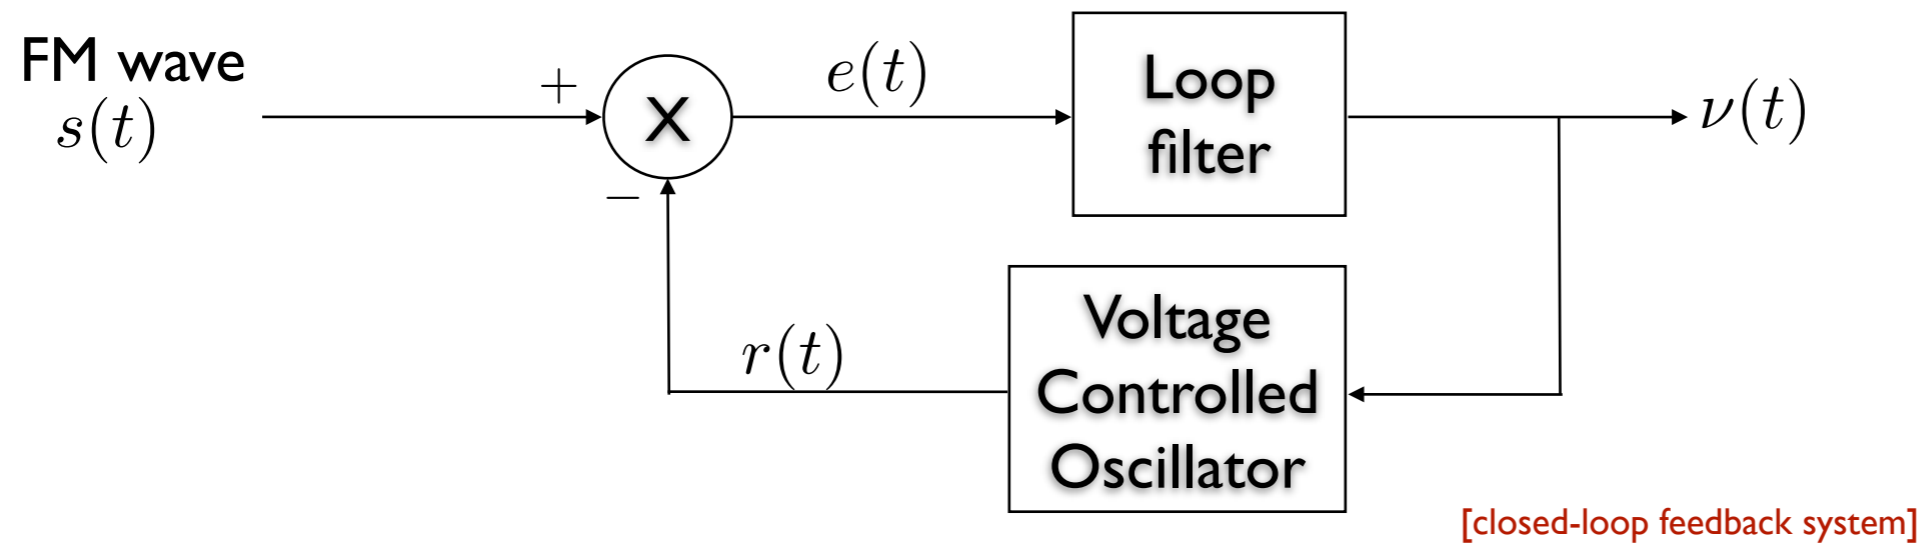 FM wave
s(t)
+
X
−
e(t)
Loop
filter
ν(t)
r(t)
Voltage
Controlled
Oscillator
[closed-loop feedback system]